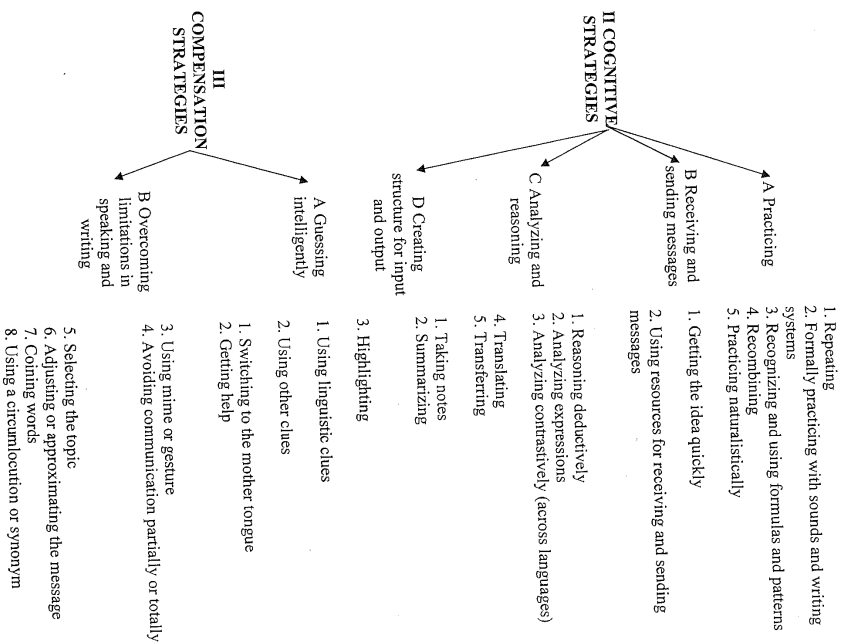 II COGNITIVE
STRATEGIES
A Practicing
1. Repeating
2. Formally practicing with sounds and writing
systems
3. Recognizing and using formulas and patterns
4. Recombining
5. Practicing naturalistically
B Receiving and
sending messages
1. Getting the idea quickly
2. Using resources for receiving and sending
messages
C Analyzing and
reasoning
1. Reasoning deductively
2. Analyzing expressions
3. Analyzing contrastively (across languages)
4. Translating
5. Transferring
D Creating
structure for input
and output
1. Taking notes
2. Summarizing
3. Highlighting
III
COMPENSATION
STRATEGIES
A Guessing
intelligently
1. Using linguistic clues
2. Using other clues
B Overcoming
limitations in
speaking and
writing
1. Switching to the mother tongue
2. Getting help
3. Using mime or gesture
4. Avoiding communication partially or totally
5. Selecting the topic
6. Adjusting or approximating the message
7. Coining words
8. Using a circumlocution or synonym